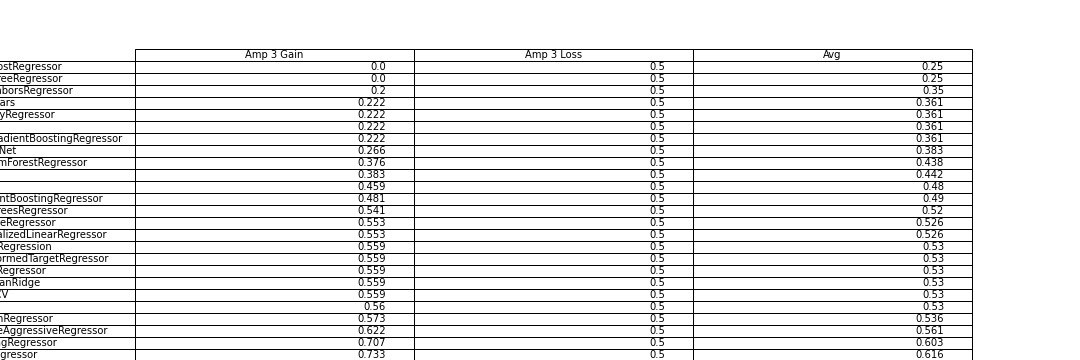 Amp 3 Gain Amp 3 Loss Avg
ostRegressor 0.0 0.5 0.25
reeRegressor 0.0 0.5 0.25
borsRegressor 0.2 0.5 0.35
ars 0.222 0.5 0.361
yRegressor 0.222 0.5 0.361
0.222 0.5 0.361
adientBoostingRegressor 0.222 0.5 0.361
Net 0.266 0.5 0.383
mForestRegressor 0.376 0.5 0.438
0.383 0.5 0.442
0.459 0.5 0.48
ntBoostingRegressor 0.481 0.5 0.49
reesRegressor 0.541 0.5 0.52
eRegressor 0.553 0.5 0.526
alizedLinearRegressor 0.553 0.5 0.526
Regression 0.559 0.5 0.53
ormedTargetRegressor 0.559 0.5 0.53
Regressor 0.559 0.5 0.53
anRidge 0.559 0.5 0.53
V 0.559 0.5 0.53
0.56 0.5 0.53
nRegressor 0.573 0.5 0.536
eAggressiveRegressor 0.622 0.5 0.561
gRegressor 0.707 0.5 0.603
gressor 0.733 0.5 0.616